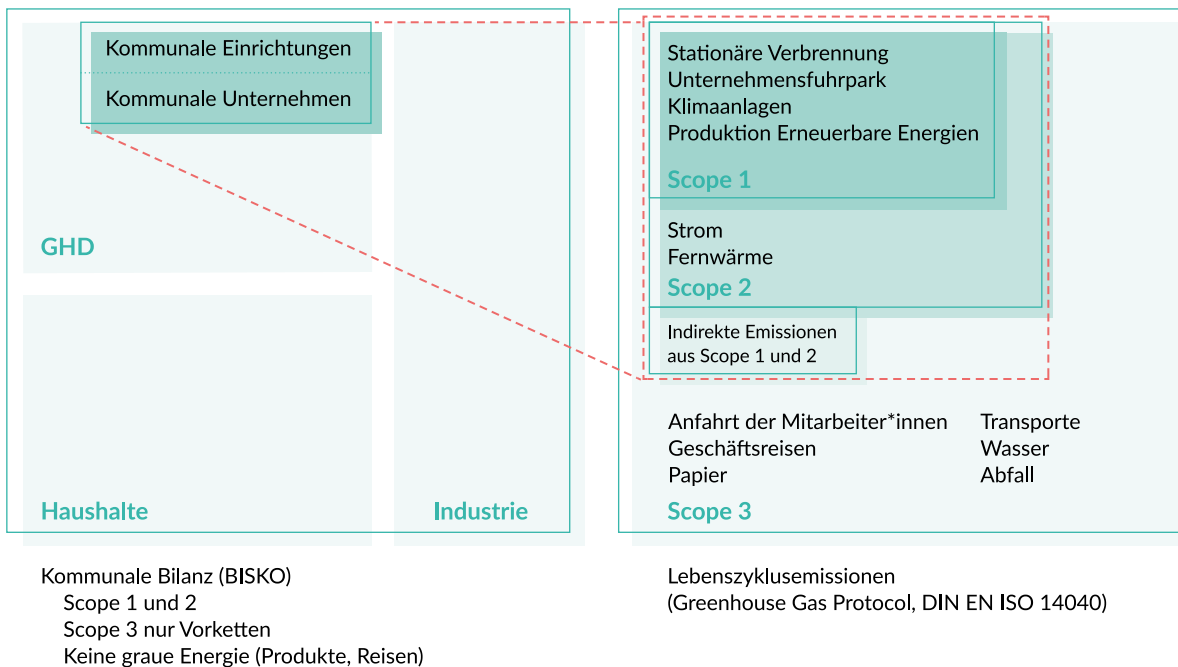 Kommunale Einrichtungen
Kommunale Unternehmen
GHD
Haushalte
Industrie
Kommunale Bilanz (BISKO)
Scope 1 und 2
Scope 3 nur Vorketten
Keine graue Energie (Produkte, Reisen)
Stationäre Verbrennung
Unternehmensfuhrpark
Klimaanlagen
Produktion Erneuerbare Energien
Scope 1
Strom
Fernwärme
Scope 2
Indirekte Emissionen
aus Scope 1 und 2
Anfahrt der Mitarbeiter*innen
Geschäftsreisen
Papier
Transporte
Wasser
Abfall
Scope 3
Lebenszyklusemissionen
(Greenhouse Gas Protocol, DIN EN ISO 14040)